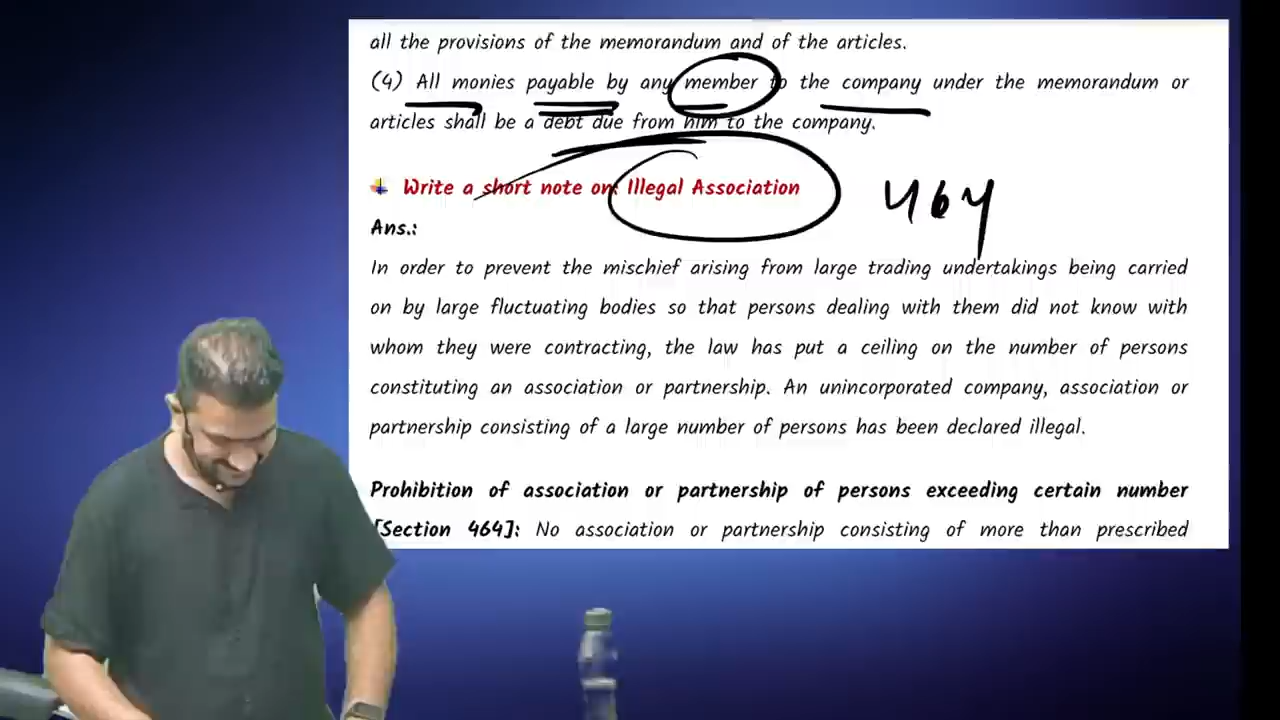 all the provisions of the memorandum and of the articles.
(4) All monies payable by any member to the company under the memorandum or
articles shall be a debt due from him to the company.
Write a short note on: Illegal Association
464
Ans.:
In order to prevent the mischief arising from large trading undertakings being carried
on by large fluctuating bodies so that persons dealing with them did not know with
whom they were contracting, the law has put a ceiling on the number of persons
constituting an association or partnership. An unincorporated company, association or
partnership consisting of a large number of persons has been declared illegal.
Prohibition of association or partnership of persons exceeding certain number
[Section 464]: No association or partnership consisting of more than prescribed